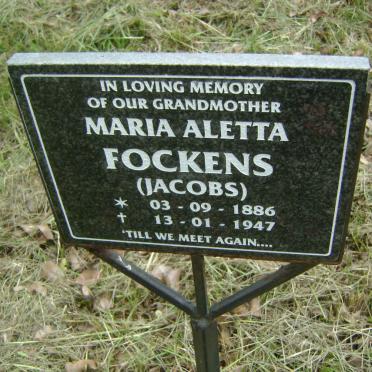 IN LOVING MEMORY
OF OUR GRANDMOTHER
MARIA ALETTA
FOCKENS
(JACOBS)
* 03 - 09 - 1886
✝ 13 - 01 - 1947
'TILL WE MEET AGAIN....